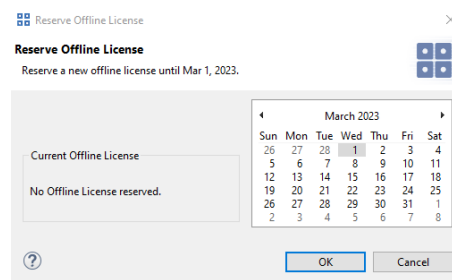 Reserve Offline License
Reserve Offline License
Reserve a new offline license until Mar 1, 2023.
Current Offline License
No Offline License reserved.
March 2023
Sun Mon Tue Wed Thu Fri Sat
26 27 28 1 2 3 4
5 6 7 8 9 10 11
12 13 14 15 16 17 18
19 20 21 22 23 24 25
26 27 28 29 30 31 1
2 3 4 5 6 7 8
?
OK Cancel